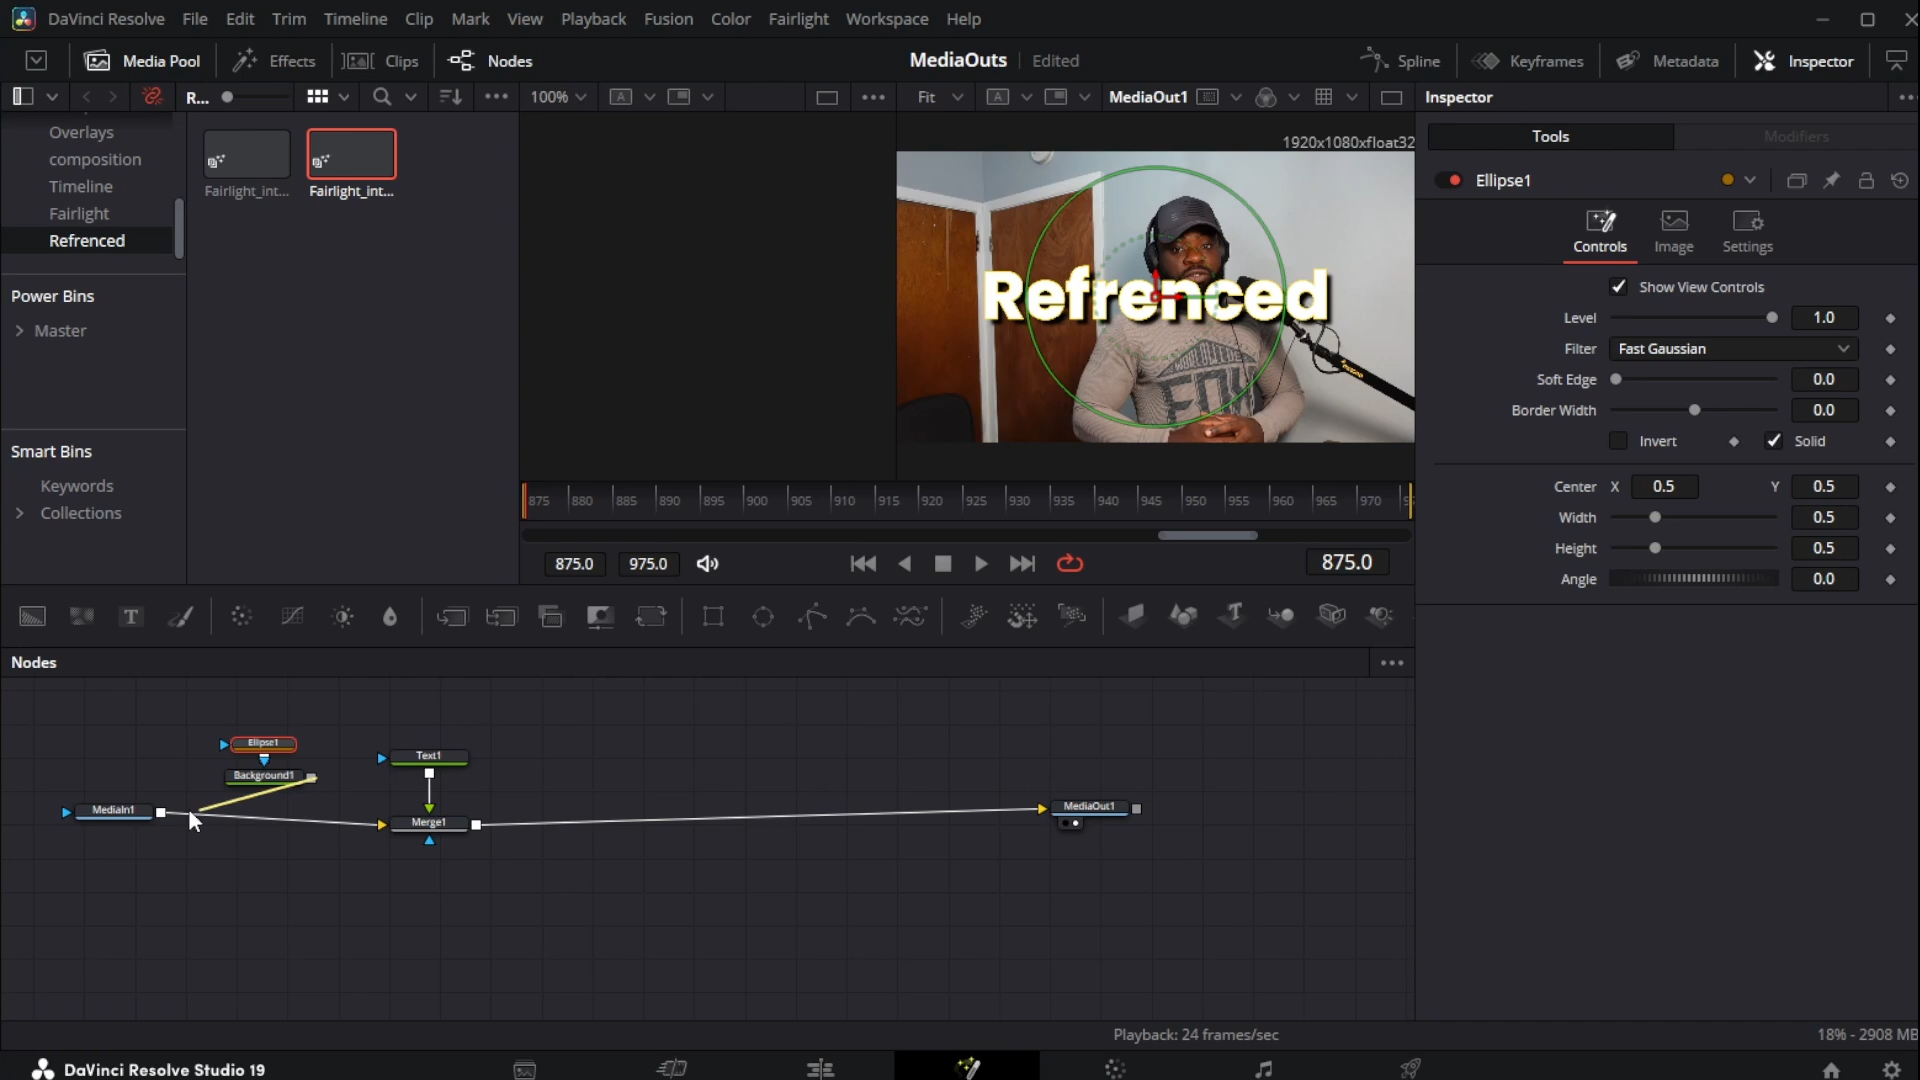 DaVinci Resolve File Edit Trim Timeline Clip Mark View Playback Fusion Color Fairlight Workspace Help
Media Pool Effects Clips Nodes MediaOuts Edited Spline Keyframes Metadata Inspector
R... 100% A Fit A MediaOut1 Inspector
Overlays
composition
Timeline
Fairlight
Refrenced
Power Bins
Master
Smart Bins
Keywords
Collections
Fairlight_int... Fairlight_int...
1920x1080xfloat32
Refrenced
875 880 885 890 895 900 905 910 915 920 925 930 935 940 945 950 955 960 965 970
875.0 975.0 875.0
Tools Modifiers
Ellipse1
Controls Image Settings
Show View Controls
Level 1.0
Filter Fast Gaussian
Soft Edge 0.0
Border Width 0.0
Invert Solid
Center X 0.5 Y 0.5
Width 0.5
Height 0.5
Angle 0.0
T
T
Nodes
Ellipse1
Background1
Text1
MediaIn1
Merge1
MediaOut1
Playback: 24 frames/sec 18% - 2908 MB
DaVinci Resolve Studio 19